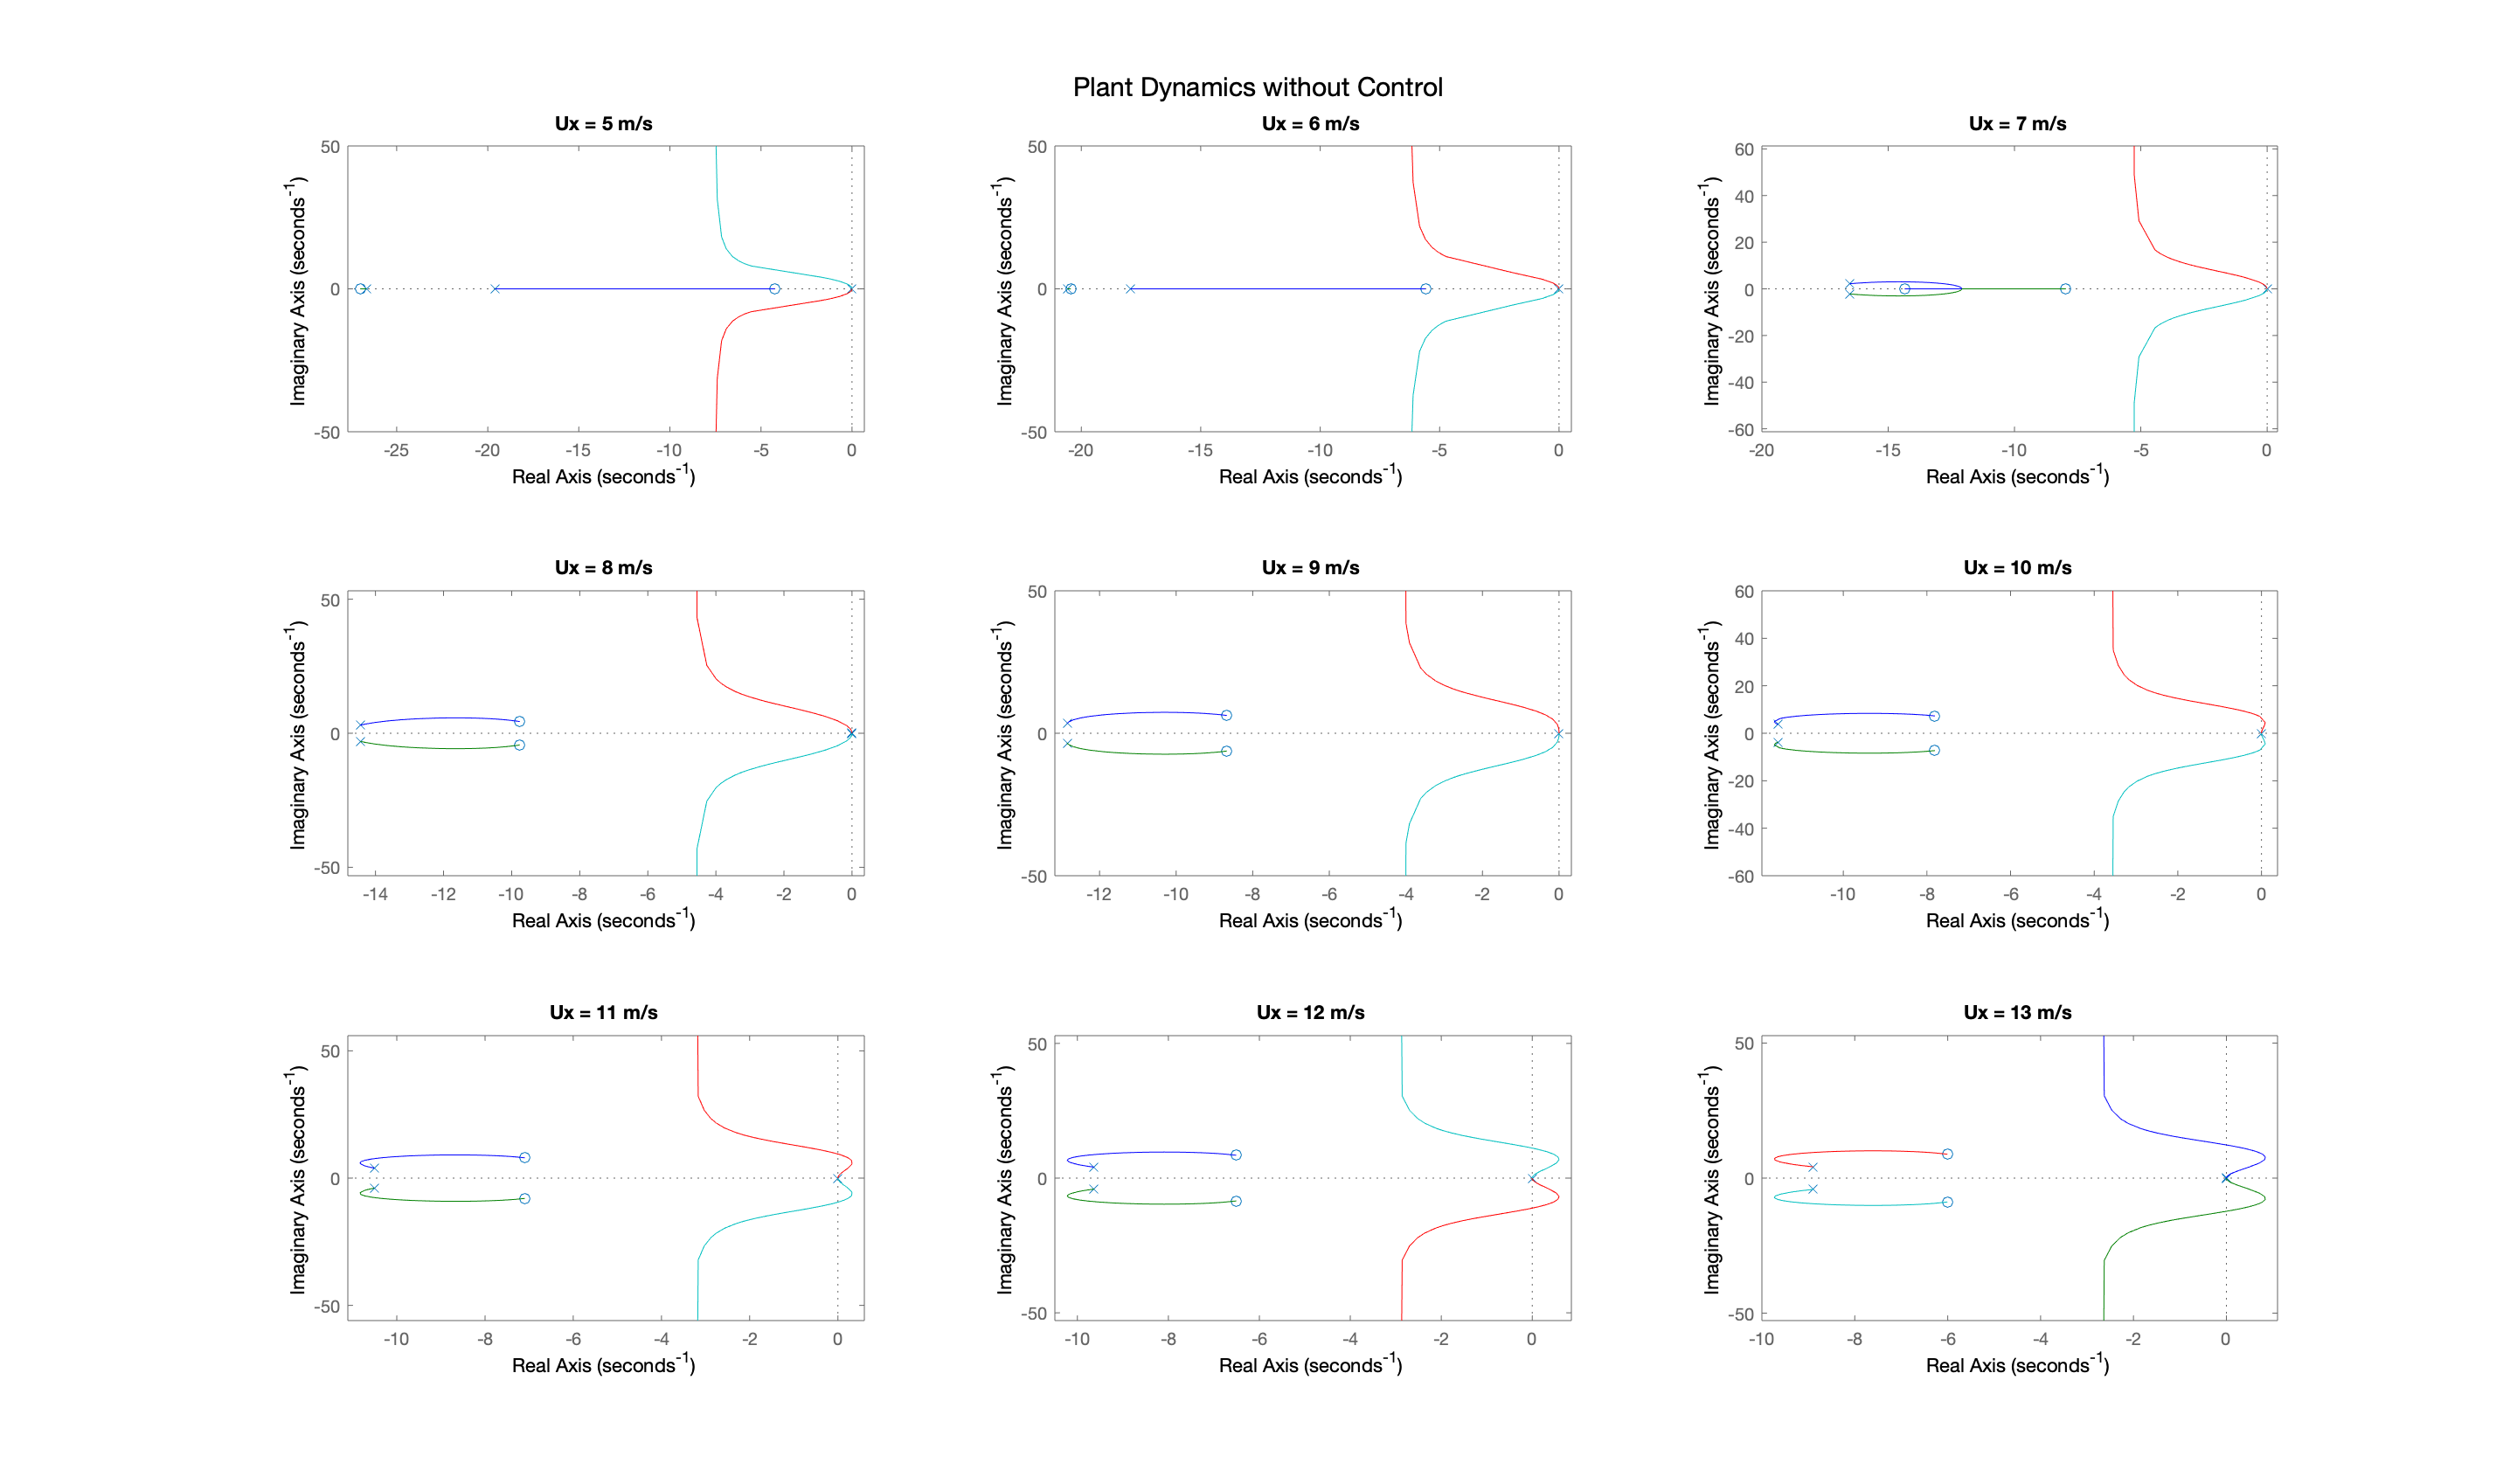 Plant Dynamics without Control
Ux = 5 m/s
50
0
-50
-25 -20 -15 -10 -5 0
Real Axis (seconds-1)
Imaginary Axis (seconds-1)
Ux = 6 m/s
50
0
-50
-20 -15 -10 -5 0
Real Axis (seconds-1)
Imaginary Axis (seconds-1)
Ux = 7 m/s
60
40
20
0
-20
-40
-60
-20 -15 -10 -5 0
Real Axis (seconds-1)
Imaginary Axis (seconds-1)
Ux = 8 m/s
50
0
-50
-14 -12 -10 -8 -6 -4 -2 0
Real Axis (seconds-1)
Imaginary Axis (seconds-1)
Ux = 9 m/s
50
0
-50
-12 -10 -8 -6 -4 -2 0
Real Axis (seconds-1)
Imaginary Axis (seconds-1)
Ux = 10 m/s
60
40
20
0
-20
-40
-60
-10 -8 -6 -4 -2 0
Real Axis (seconds-1)
Imaginary Axis (seconds-1)
Ux = 11 m/s
50
0
-50
-10 -8 -6 -4 -2 0
Real Axis (seconds-1)
Imaginary Axis (seconds-1)
Ux = 12 m/s
50
0
-50
-10 -8 -6 -4 -2 0
Real Axis (seconds-1)
Imaginary Axis (seconds-1)
Ux = 13 m/s
50
0
-50
-10 -8 -6 -4 -2 0
Real Axis (seconds-1)
Imaginary Axis (seconds-1)